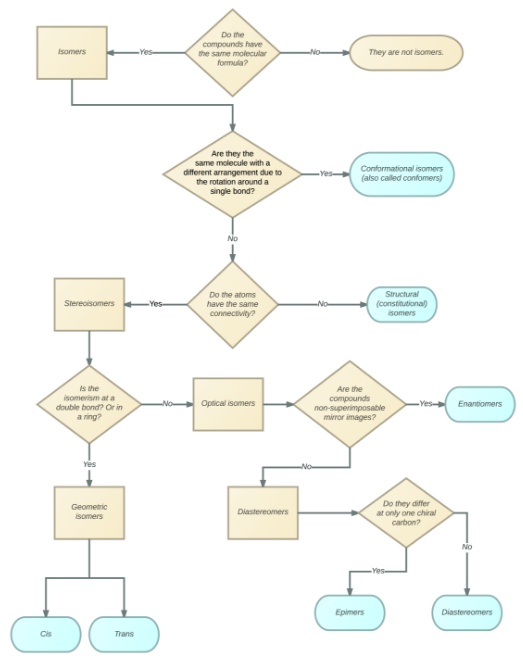 Do the
compounds have
the same molecular
formula?
Isomers
Yes
No
They are not isomers.
Are they the
same molecule with a
different arrangement due to
the rotation around a
single bond?
Yes
Conformational isomers
(also called confomers)
No
Do the atoms
have the same
connectivity?
Stereoisomers
Yes
No
Structural
(constitutional)
isomers
Is the
isomerism at a
double bond? Or in
a ring?
No
Optical isomers
Are the
compounds
non-superimposable
mirror images?
Yes
Enantiomers
Yes
No
Geometric
isomers
Diastereomers
Do they differ
at only one chiral
carbon?
No
Yes
Cis
Trans
Epimers
Diastereomers